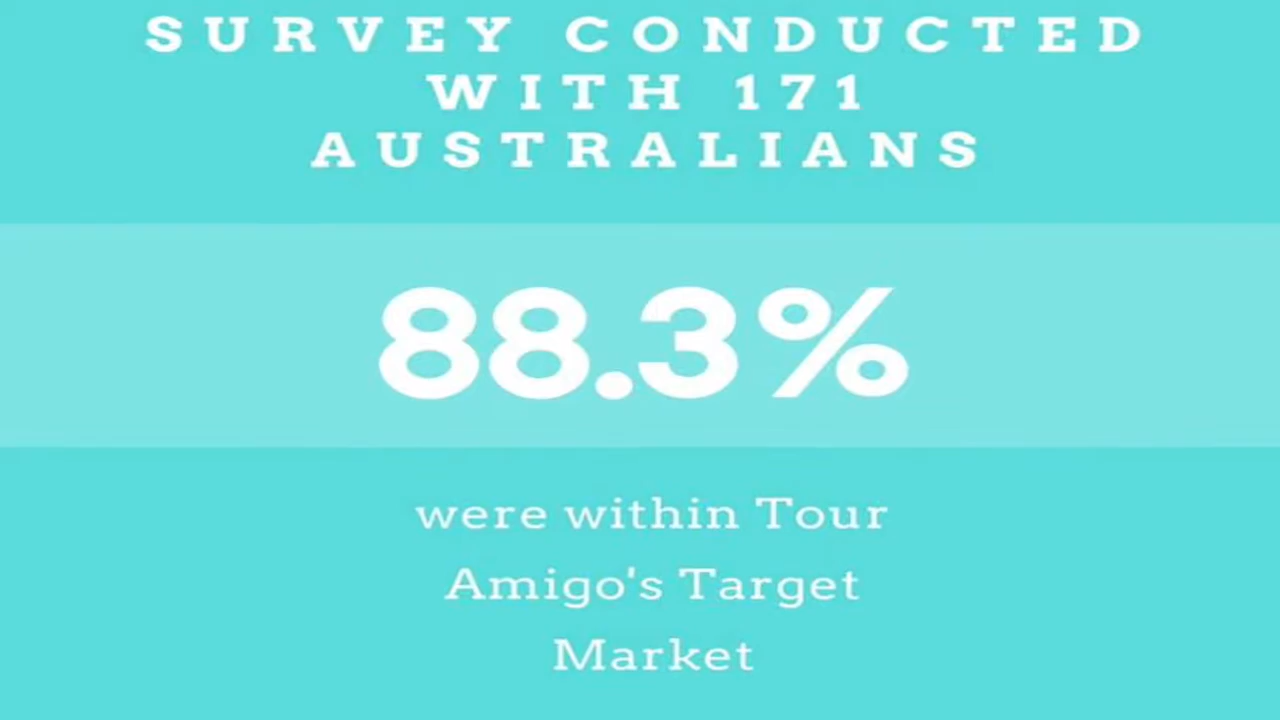 SURVEY CONDUCTED
WITH 171
AUSTRALIANS
88.3%
were within Tour
Amigo's Target
Market